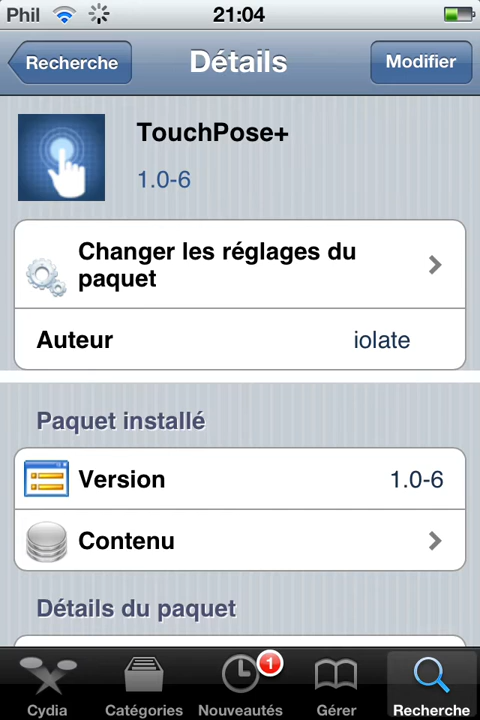 Phil 21:04
Recherche Détails Modifier
TouchPose+
1.0-6
Changer les réglages du
paquet
Auteur iolate
Paquet installé
Version 1.0-6
Contenu
Détails du paquet
1
Cydia Catégories Nouveautés Gérer Recherche